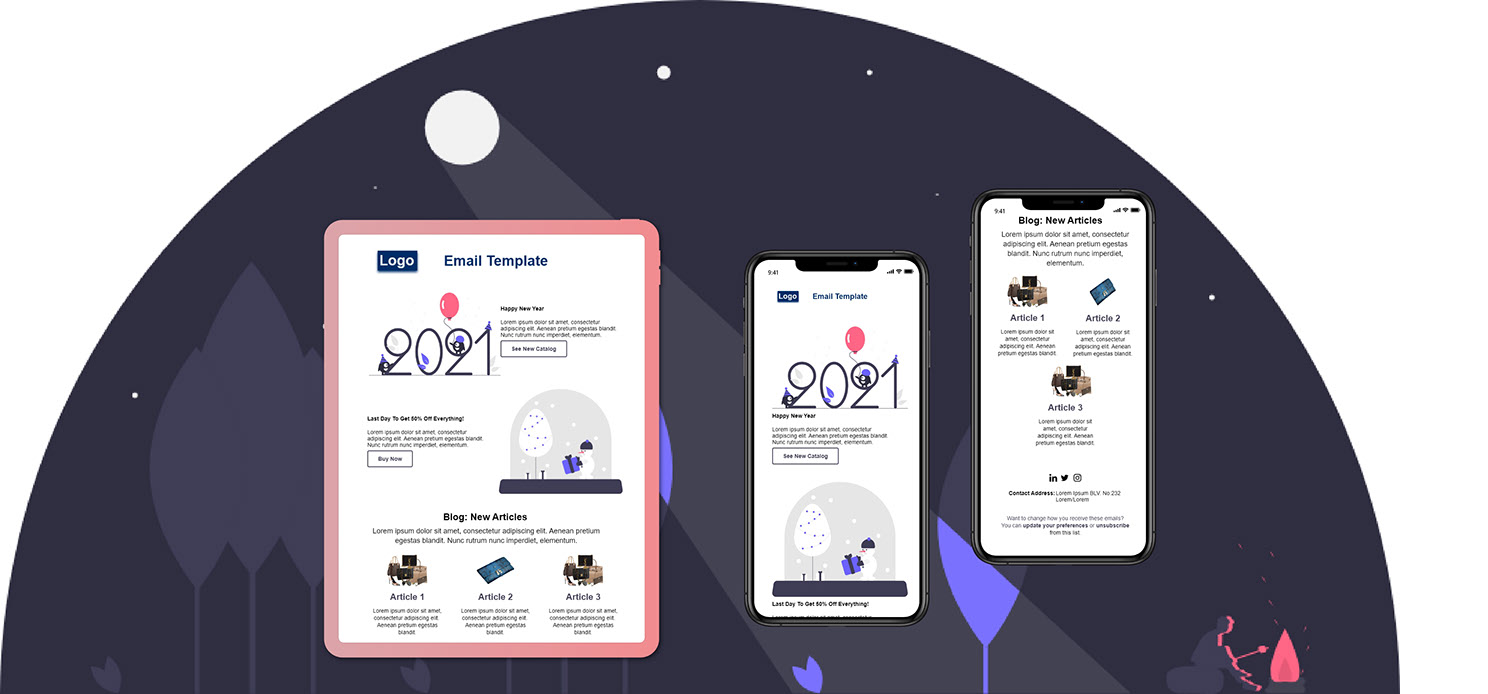 Logo
Email Template
2021
Happy New Year
Lorem ipsum dolor sit amet, consectetur
adipiscing elit. Aenean pretium egestas blandit.
Nunc rutrum nunc imperdiet, elementum.
See New Catalog
Last Day To Get 50% Off Everything!
Lorem ipsum dolor sit amet, consectetur
adipiscing elit. Aenean pretium egestas blandit.
Nunc rutrum nunc imperdiet, elementum.
Buy Now
Blog: New Articles
Lorem ipsum dolor sit amet, consectetur adipiscing elit. Aenean pretium
egestas blandit. Nunc rutrum nunc imperdiet, elementum.
Article 1
Lorem ipsum dolor sit amet,
consectetur adipiscing elit.
Aenean pretium egestas
blandit
Article 2
Lorem ipsum dolor sit amet,
consectetur adipiscing elit.
Aenean pretium egestas
blandit.
Article 3
Lorem ipsum dolor sit amet,
consectetur adipiscing elit.
Aenean pretium egestas
blandit
9:41
Logo
Email Template
2021
Happy New Year
Lorem ipsum dolor sit amet, consectetur
adipiscing elit. Aenean pretium egestas blandit.
Nunc rutrum nunc imperdiet, elementum.
See New Catalog
Last Day To Get 50% Off Everything!
9:41
Blog: New Articles
Lorem ipsum dolor sit amet, consectetur
adipiscing elit. Aenean pretium egestas
blandit. Nunc rutrum nunc imperdiet,
elementum.
Article 1
Lorem ipsum dolor sit
amet, consectetur
adipiscing elit. Aenean
pretium egestas blandit.
Article 2
Lorem ipsum dolor sit
amet, consectetur
adipiscing elit. Aenean
pretium egestas blandit.
Article 3
Lorem ipsum dolor sit
amet, consectetur
adipiscing elit. Aenean
pretium egestas blandit
Contact Address: Lorem Ipsum BLV. No.232
Lorem/Lorem
Want to change how you receive these emails?
You can update your preferences or unsubscribe
from this list